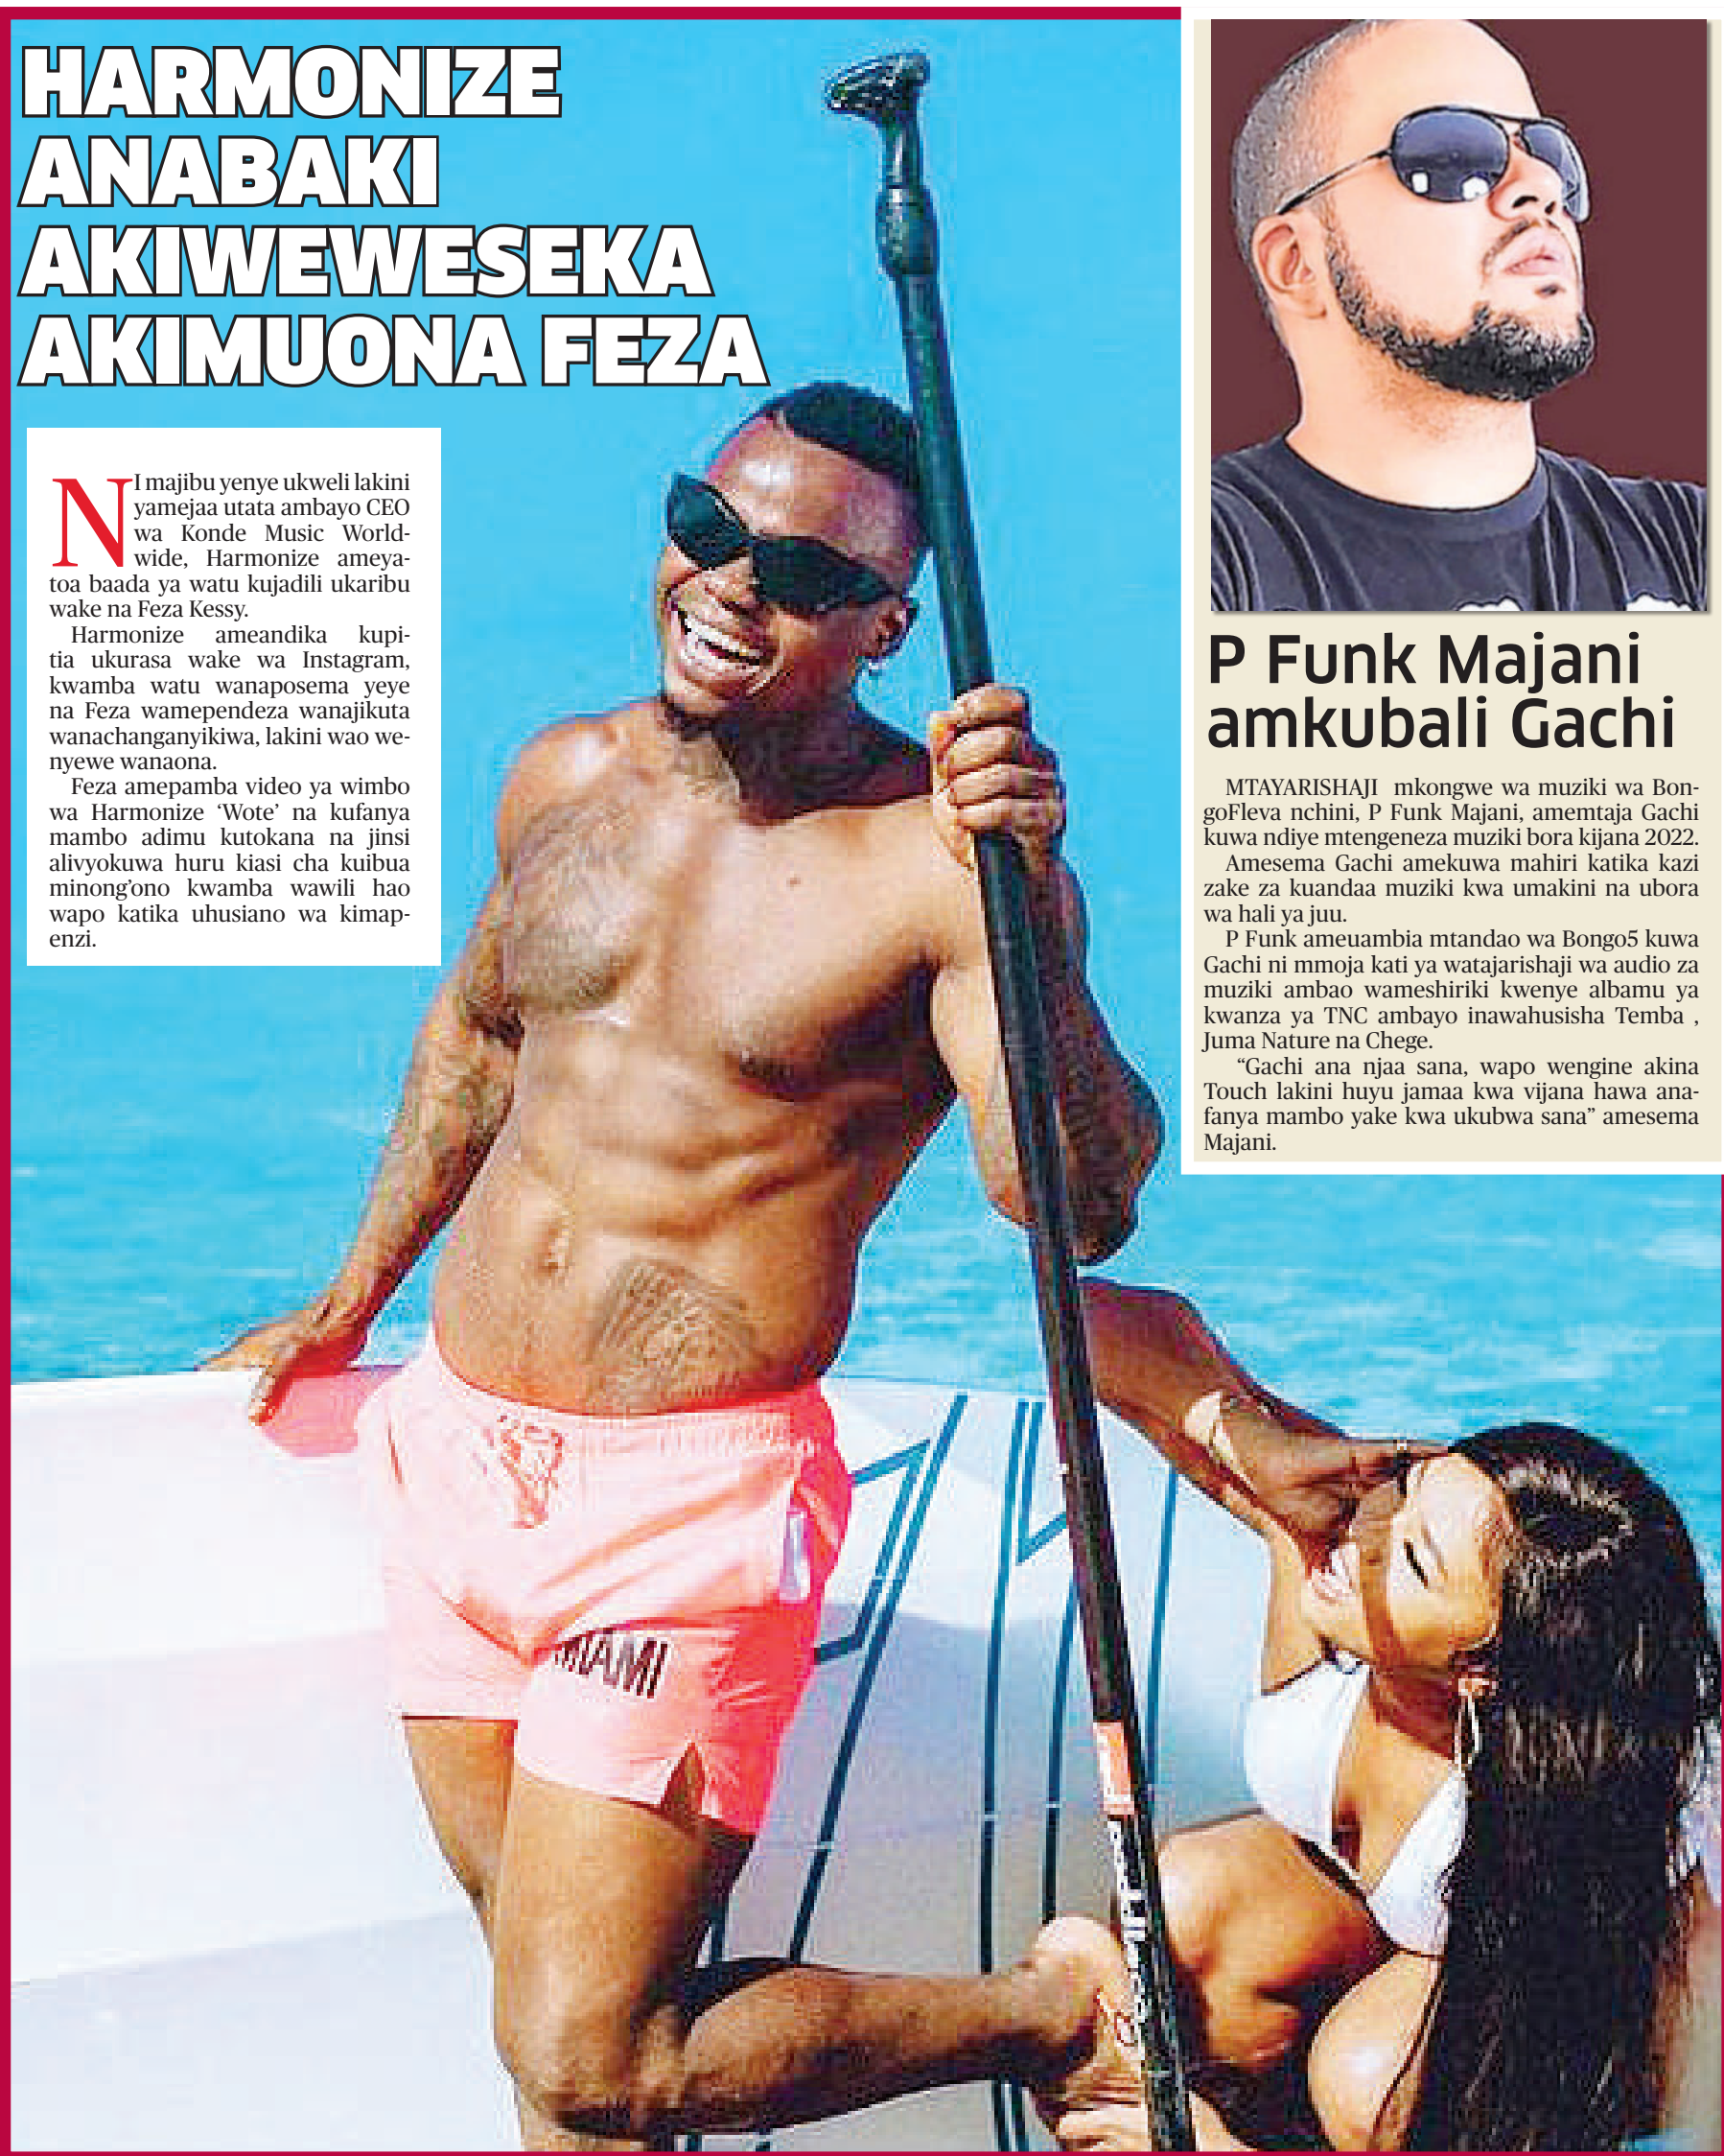 HARMONIZE
ANABAKI
AKIWEWESEKA
AKIMUONA FEZA
NI majibu yenye ukweli lakini
yamejaa utata ambayo CEO
wa Konde Music World-
wide, Harmonize ameya-
toa baada ya watu kujadili ukaribu
wake na Feza Kessy.
Harmonize ameandika kupi-
tia ukurasa wake wa Instagram,
kwamba watu wanaposema yeye
na Feza wamependeza wanajikuta
wanachanganyikiwa, lakini wao we-
nyewe wanaona.
Feza amepamba video ya wimbo
wa Harmonize ‘Wote’ na kufanya
mambo adimu kutokana na jinsi
alivyokuwa huru kiasi cha kuibua
minong’ono kwamba wawili hao
wapo katika uhusiano wa kimap-
enzi.
P Funk Majani
amkubali Gachi
MTAYARISHAJI mkongwe wa muziki wa Bon-
goFleva nchini, P Funk Majani, amemtaja Gachi
kuwa ndiye mtengeneza muziki bora kijana 2022.
Amesema Gachi amekuwa mahiri katika kazi
zake za kuandaa muziki kwa umakini na ubora
wa hali ya juu.
P Funk ameuambia mtandao wa Bongo5 kuwa
Gachi ni mmoja kati ya watajarishaji wa audio za
muziki ambao wameshiriki kwenye albamu ya
kwanza ya TNC ambayo inawahusisha Temba ,
Juma Nature na Chege.
“Gachi ana njaa sana, wapo wengine akina
Touch lakini huyu jamaa kwa vijana hawa ana-
fanya mambo yake kwa ukubwa sana” amesema
Majani.
MIAMI